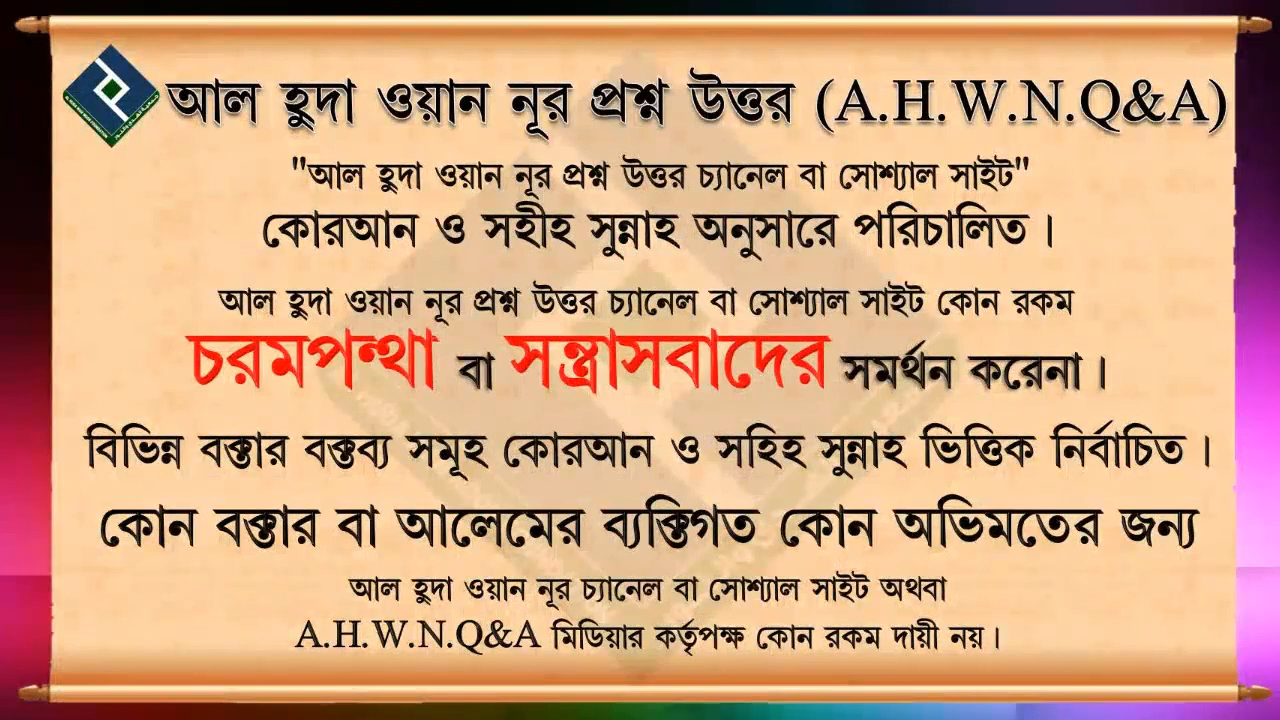 আল হুদা ওয়ান নূর প্রশ্ন উত্তর (A.H.W.N.Q&A)
"আল হুদা ওয়ান নূর প্রশ্ন উত্তর চ্যানেল বা সোশ্যাল সাইট"
কোরআন ও সহীহ সুন্নাহ অনুসারে পরিচালিত।
আল হুদা ওয়ান নূর প্রশ্ন উত্তর চ্যানেল বা সোশ্যাল সাইট কোন রকম
চরমপন্থা বা সন্ত্রাসবাদের সমর্থন করেনা।
বিভিন্ন বক্তার বক্তব্য সমূহ কোরআন ও সহিহ সুন্নাহ ভিত্তিক নির্বাচিত।
কোন বক্তার বা আলেমের ব্যক্তিগত কোন অভিমতের জন্য
আল হুদা ওয়ান নূর চ্যানেল বা সোশ্যাল সাইট অথবা
A.H.W.N.Q&A মিডিয়ার কর্তৃপক্ষ কোন রকম দায়ী নয়।